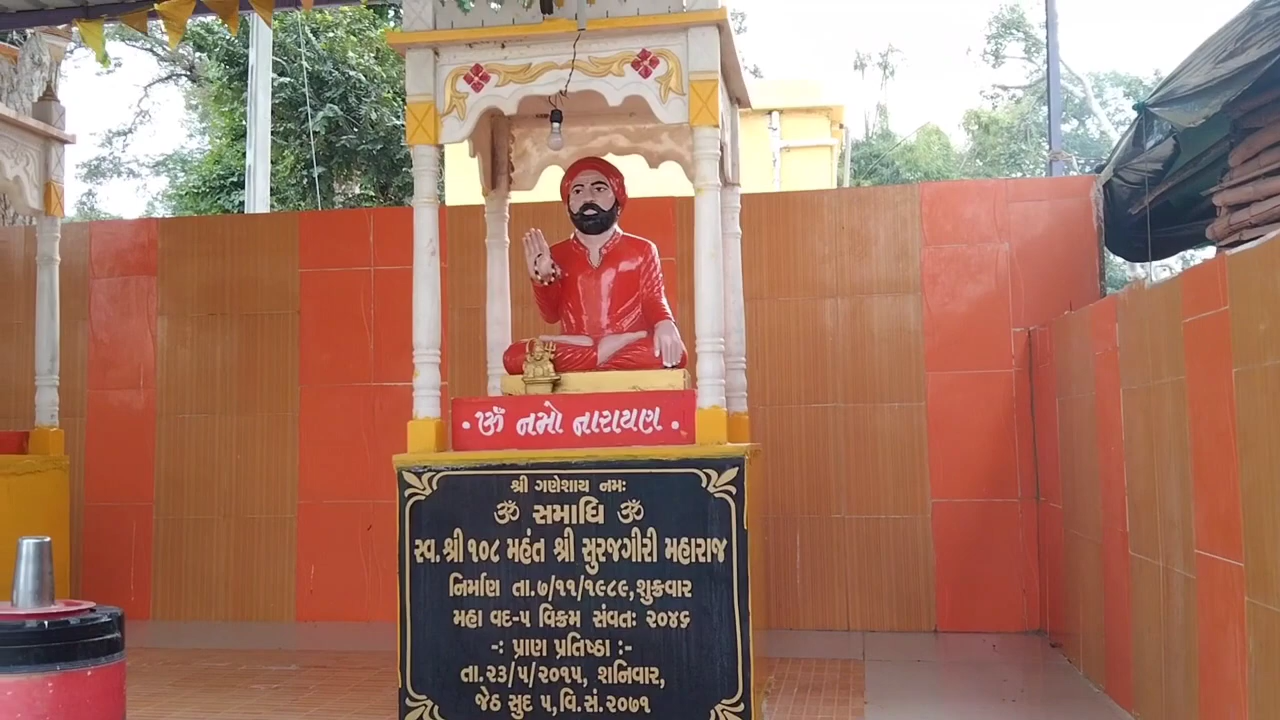 • ૐ નમો નારાયણ •
શ્રી ગણેશાય નમઃ
ૐ સમાધિ ૐ
સ્વ. શ્રી ૧૦૮ મહંત શ્રી સુરજગીરી મહારાજ
નિર્માણ તા.૭/૧૧/૧૯૮૯,શુક્રવાર
મહા વદ-૫ વિક્રમ સંવતઃ ૨૦૪૬
-: પ્રાણ પ્રતિષ્ઠા :-
તા.૨૩/૫/૨૦૧૫, શનિવાર,
જેઠ સુદ ૫,વિ.સં.૨૦૭૧